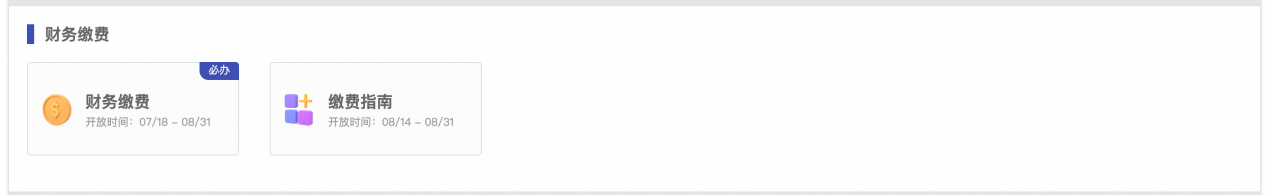 财务缴费
必办
财务缴费
开放时间：07/18 - 08/31
缴费指南
开放时间：08/14 - 08/31